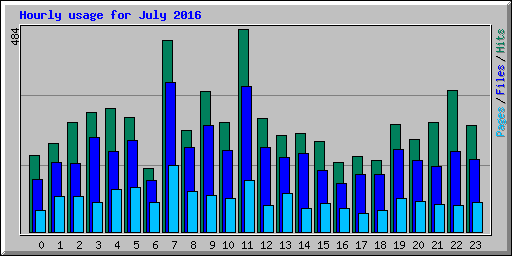 Hourly usage for July 2016
484
Pages / Files / Hits
0 1 2 3 4 5 6 7 8 9 10 11 12 13 14 15 16 17 18 19 20 21 22 23